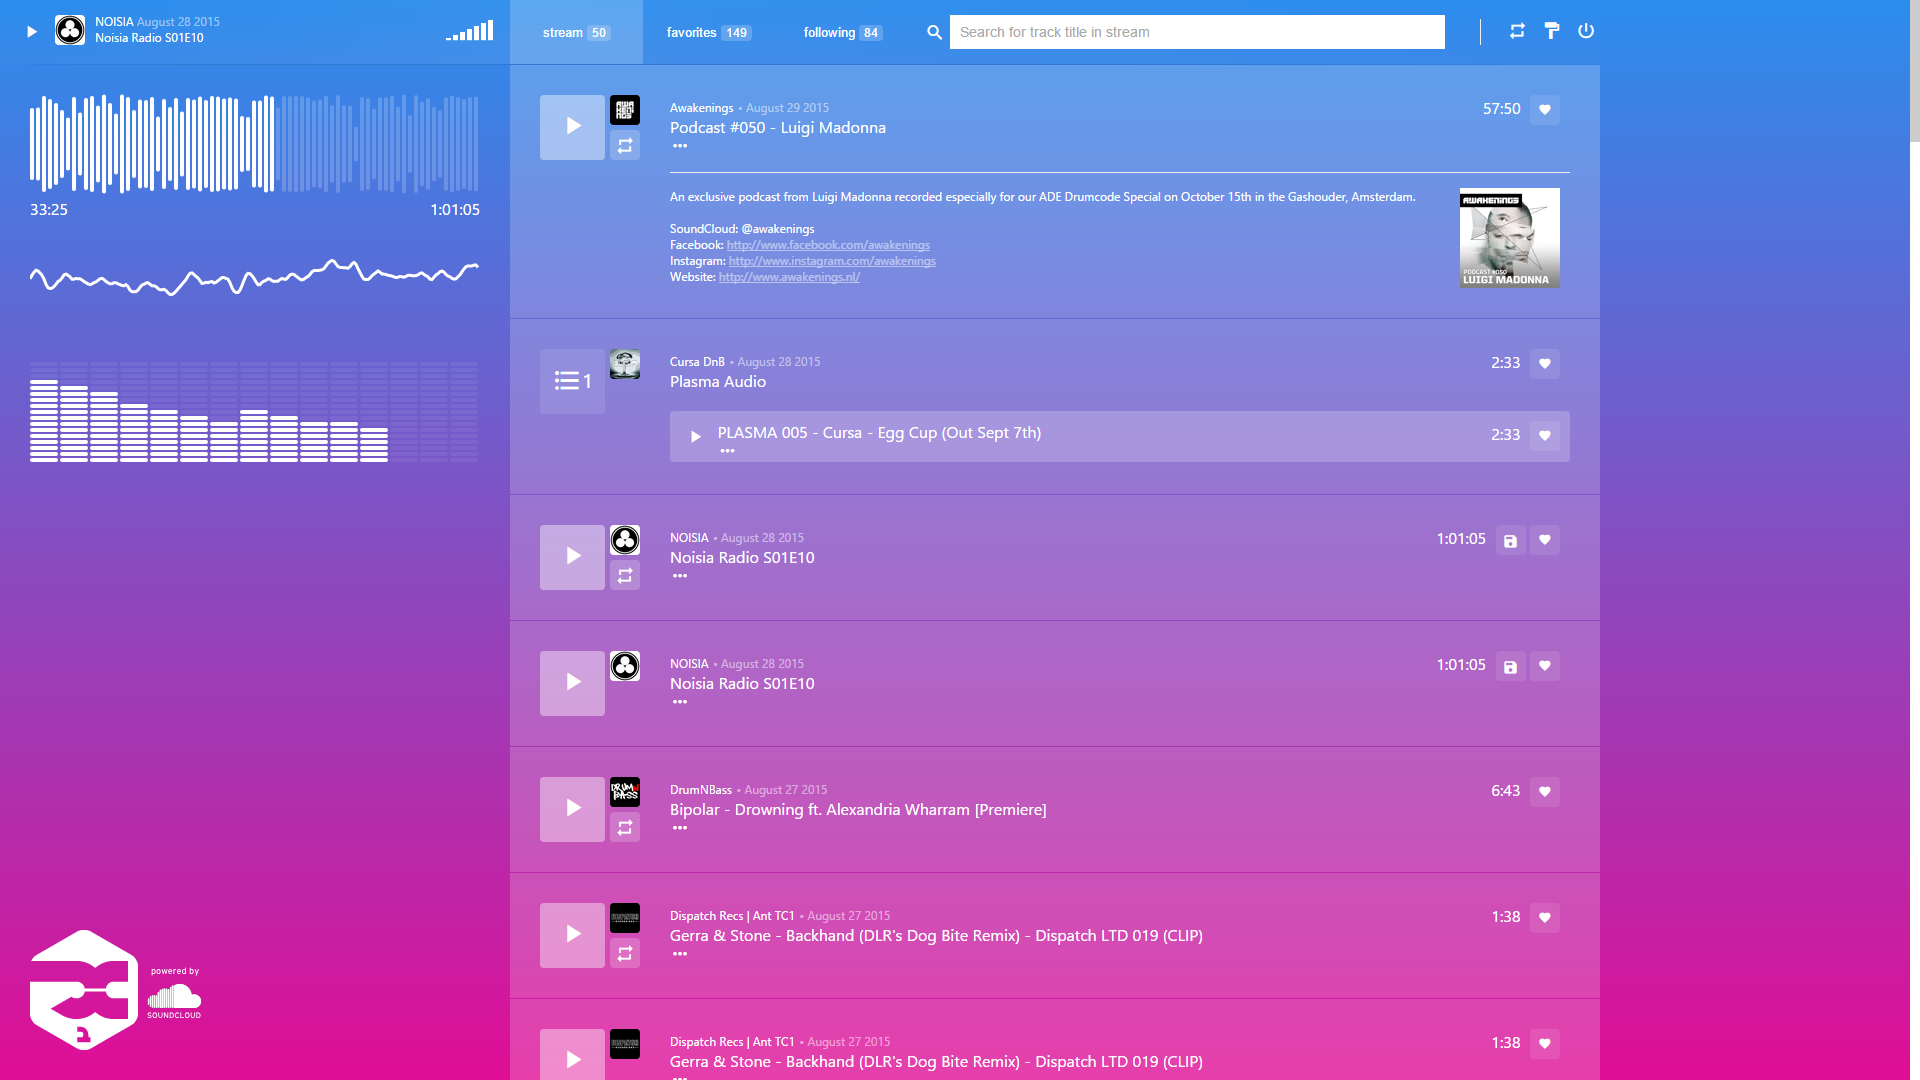 NOISIA August 28 2015
Noisia Radio S01E10
stream 50
favorites 149
following 84
Search for track title in stream
33:25
1:01:05
Awakenings • August 29 2015
57:50
Podcast #050 - Luigi Madonna
An exclusive podcast from Luigi Madonna recorded especially for our ADE Drumcode Special on October 15th in the Gashouder, Amsterdam.
SoundCloud: @awakenings
Facebook: http://www.facebook.com/awakenings
Instagram: http://www.instagram.com/awakenings
Website: http://www.awakenings.nl/
AWAKENINGS
PODCAST #050
LUIGI MADONNA
Cursa DnB • August 28 2015
2:33
Plasma Audio
1
PLASMA 005 - Cursa - Egg Cup (Out Sept 7th)
2:33
NOISIA • August 28 2015
1:01:05
Noisia Radio S01E10
NOISIA • August 28 2015
1:01:05
Noisia Radio S01E10
DRUM N BASS
DrumNBass • August 27 2015
6:43
Bipolar - Drowning ft. Alexandria Wharram [Premiere]
Dispatch Recs | Ant TC1 • August 27 2015
1:38
Gerra & Stone - Backhand (DLR's Dog Bite Remix) - Dispatch LTD 019 (CLIP)
Dispatch Recs | Ant TC1 • August 27 2015
1:38
Gerra & Stone - Backhand (DLR's Dog Bite Remix) - Dispatch LTD 019 (CLIP)
powered by
SOUNDCLOUD